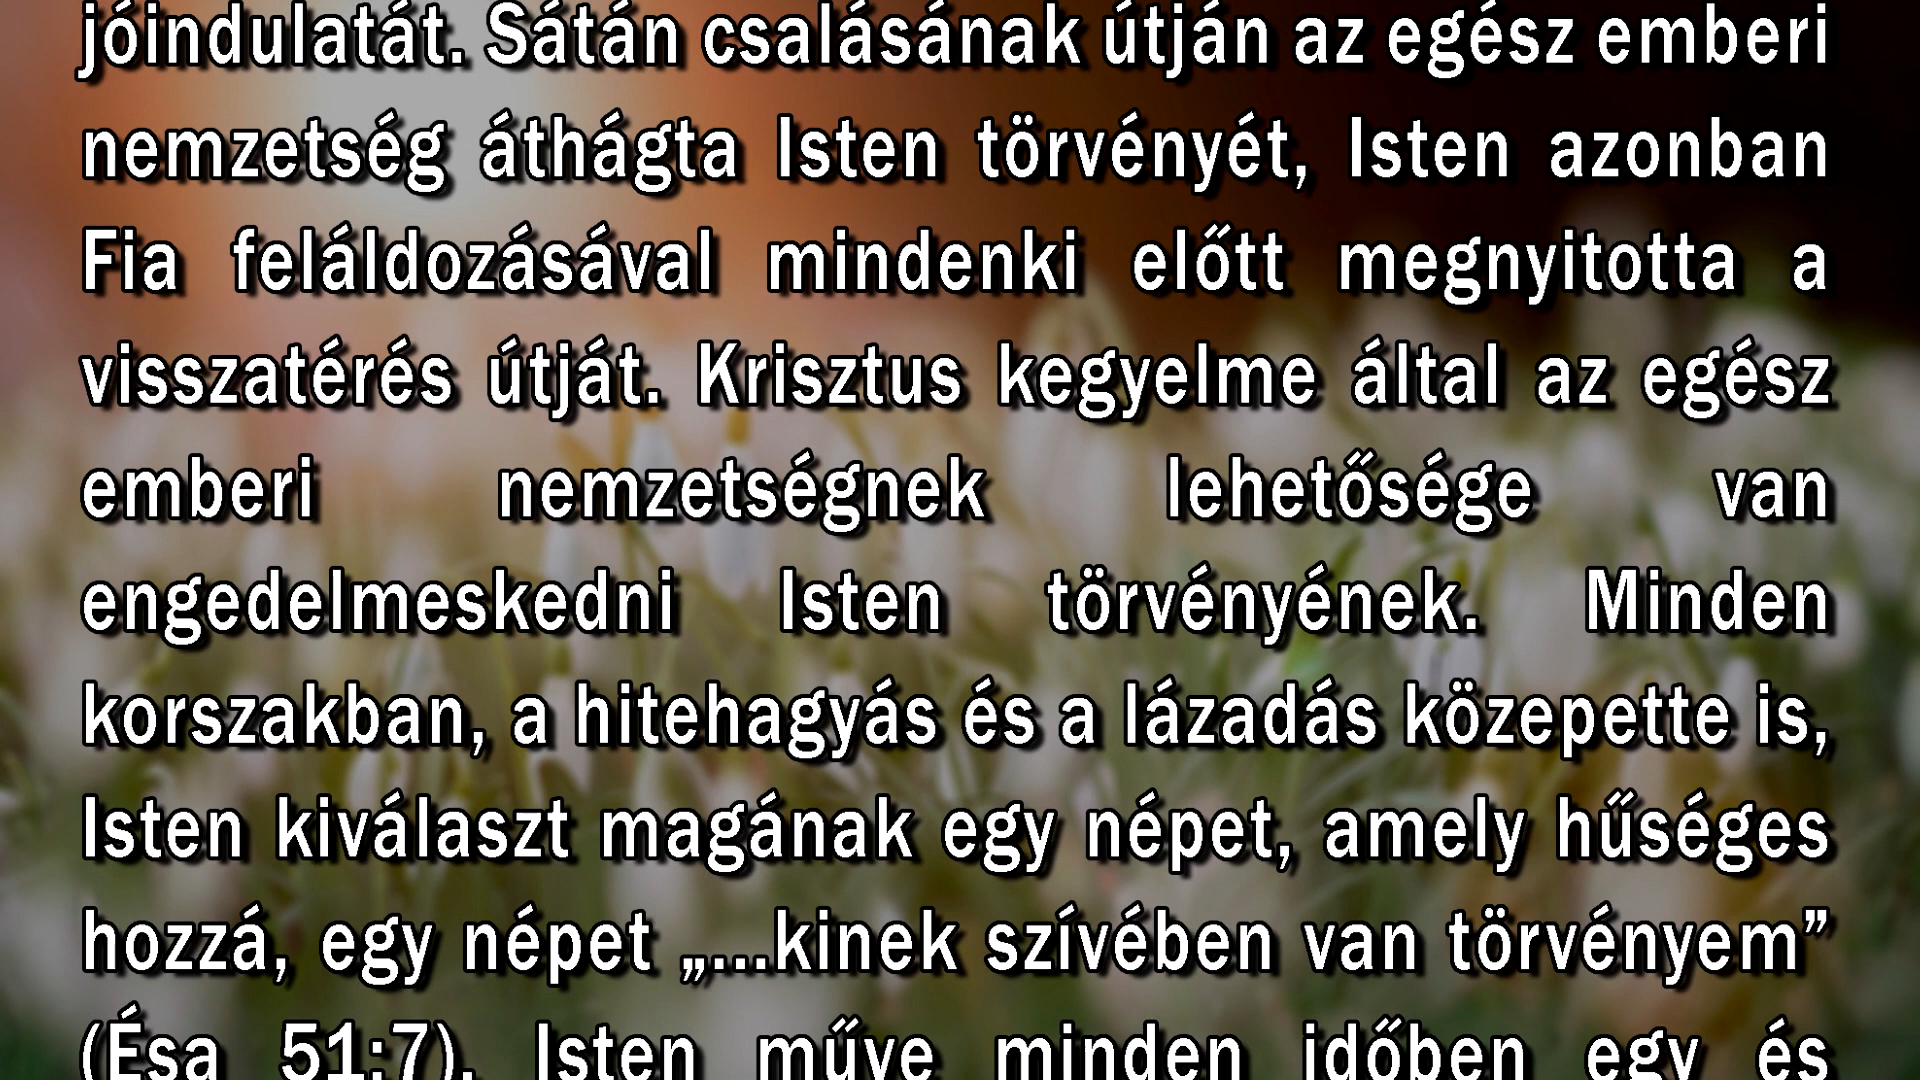 jóindulatát. Sátán csalásának útján az egész emberi
nemzetség áthágta Isten törvényét, Isten azonban
Fia feláldozásával mindenki előtt megnyitotta a
visszatérés útját. Krisztus kegyelme által az egész
emberi nemzetségnek lehetősége van
engedelmeskedni Isten törvényének. Minden
korszakban, a hitehagyás és a lázadás közepette is,
Isten kiválaszt magának egy népet, amely hűséges
hozzá, egy népet „...kinek szívében van törvényem”
(Ésa 51:7). Isten műve minden időben egy és